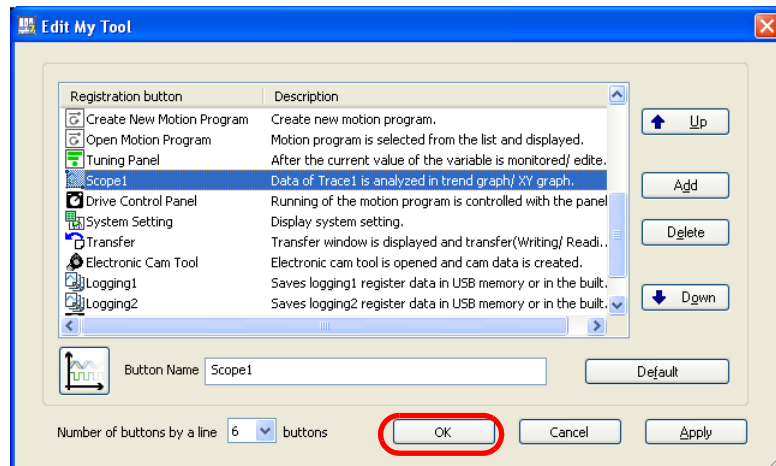 Edit My Tool
Registration button Description
Create New Motion Program Create new motion program.
Open Motion Program Motion program is selected from the list and displayed.
Tuning Panel After the current value of the variable is monitored/ edite.
Scope1 Data of Trace1 is analyzed in trend graph/ XY graph.
Drive Control Panel Running of the motion program is controlled with the panel
System Setting Display system setting.
Transfer Transfer window is displayed and transfer(Writing/ Readi..
Electronic Cam Tool Electronic cam tool is opened and cam data is created.
Logging1 Saves logging1 register data in USB memory or in the built.
Logging2 Saves logging2 register data in USB memory or in the built.
Up
Add
Delete
Down
Button Name Scope1 Default
Number of buttons by a line 6 buttons OK Cancel Apply